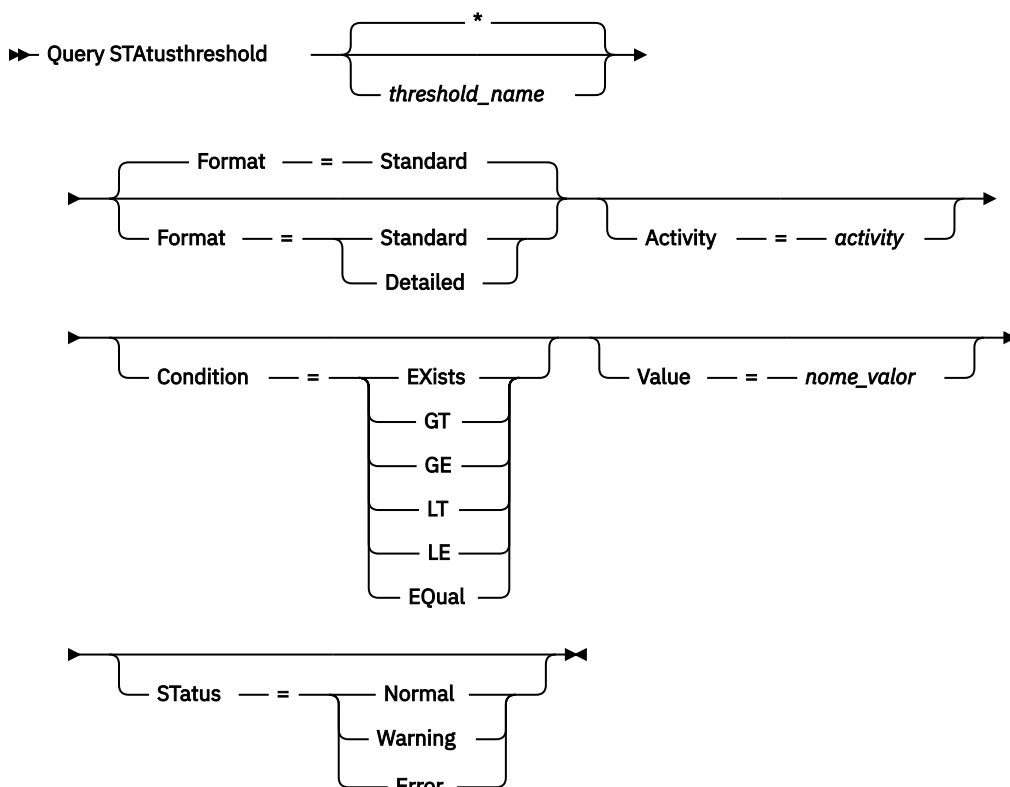 *
Query STAtusthreshold
threshold_name
Format = Standard
Format = Standard
Detailed
Activity = activity
Condition = EXists
GT
GE
LT
LE
EQual
Value = nome_valor
STatus = Normal
Warning
Error